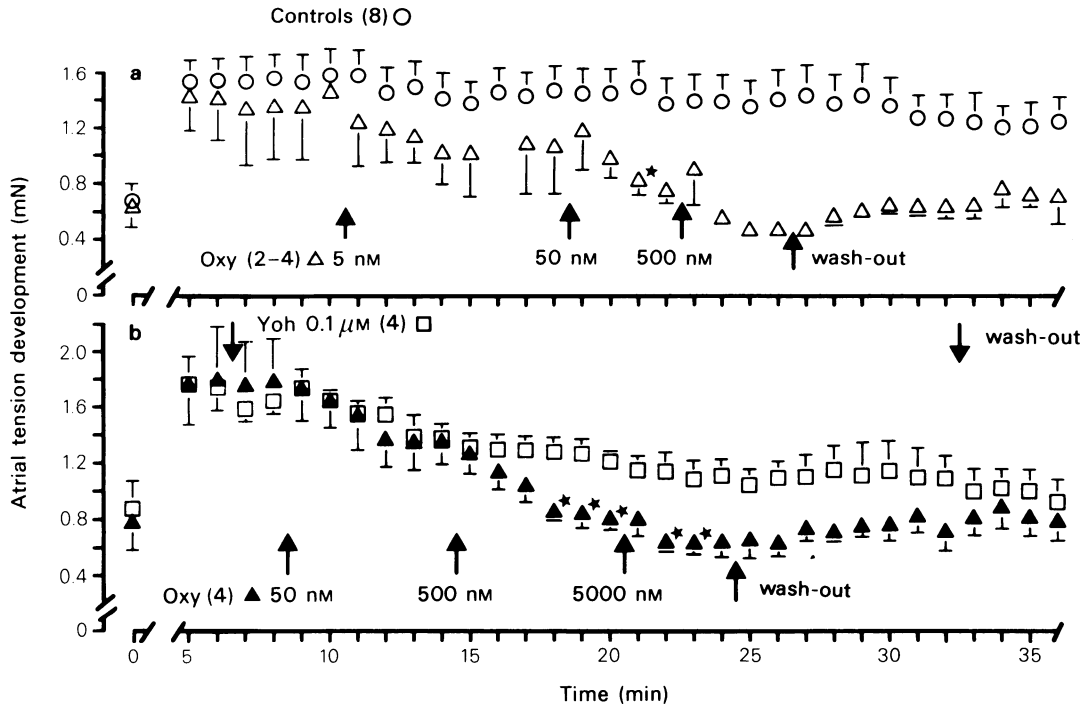 Controls (8) ○
a
1.6
1.2
0.8
0.4
0
Oxy (2–4) △ 5 nM
50 nM
500 nM
wash-out
Atrial tension development (mN)
b
Yoh 0.1 μM (4) □
wash-out
2.0
1.6
1.2
0.8
0.4
0
Oxy (4) ▲ 50 nM
500 nM
5000 nM
wash-out
0 5 10 15 20 25 30 35
Time (min)